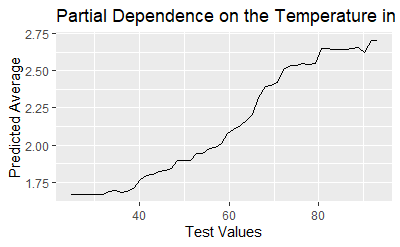 Partial Dependence on the Temperature in
Predicted Average
2.75
2.50
2.25
2.00
1.75
40 60 80
Test Values